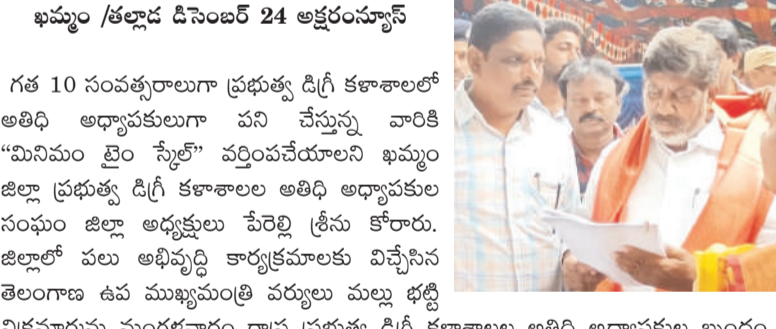 ఖమ్మం /తల్లాడ డిసెంబర్ 24 అక్షరంన్యూస్
గత 10 సంవత్సరాలుగా ప్రభుత్వ డిగ్రీ కళాశాలలో
అతిధి అధ్యాపకులుగా పని చేస్తున్న వారికి
“మినిమం టైం స్కేల్” వర్తింపచేయాలని ఖమ్మం
జిల్లా ప్రభుత్వ డిగ్రీ కళాశాలల అతిధి అధ్యాపకుల
సంఘం జిల్లా అధ్యక్షులు పేరెల్లి శ్రీను కోరారు.
జిల్లాలో పలు అభివృద్ధి కార్యక్రమాలకు విచ్చేసిన
తెలంగాణ ఉప ముఖ్యమంత్రి వర్యులు మల్లు భట్టి